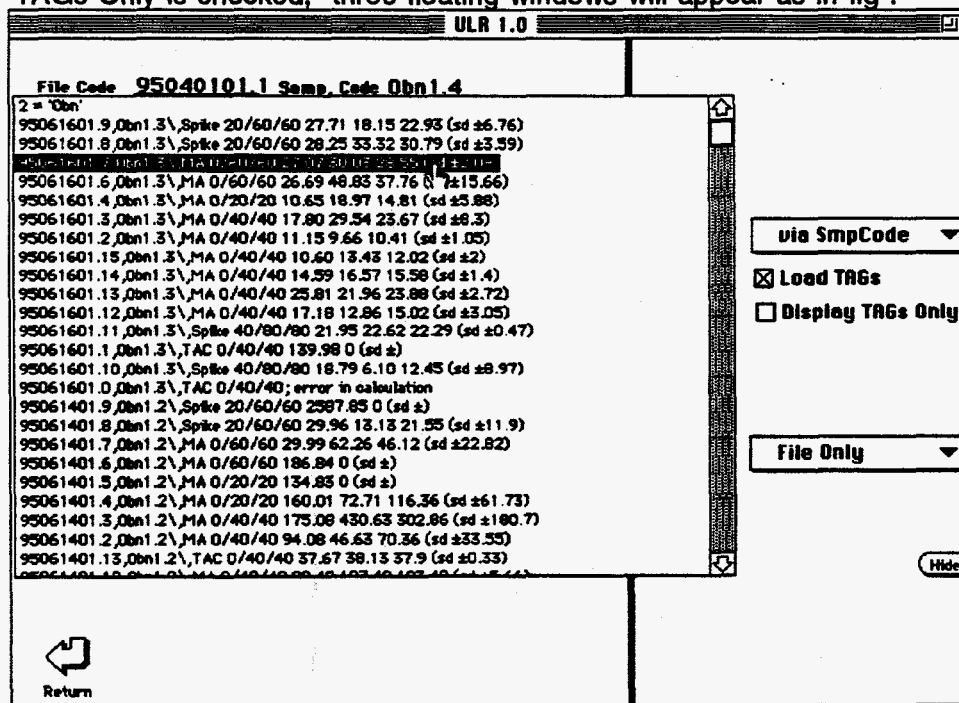 TAGs Only is checked, three floating windows will appear as in fig .
ULR 1.0
File Code 95040101.1 Samp. Code Obn1.4
2 = 'Obn'
95061601.9,Obn1.3\,Spike 20/60/60 27.71 18.15 22.93 (sd ±6.76)
95061601.8,Obn1.3\,Spike 20/60/60 28.25 33.32 30.79 (sd ±3.59)
95061601.6,Obn1.3\,MA 0/60/60 26.69 48.83 37.76 ±15.66)
95061601.4,Obn1.3\,MA 0/20/20 10.65 18.97 14.81 (sd ±5.88)
95061601.3,Obn1.3\,MA 0/40/40 17.80 29.54 23.67 (sd ±8.3)
95061601.2,Obn1.3\,MA 0/40/40 11.15 9.66 10.41 (sd ±1.05)
95061601.15,Obn1.3\,MA 0/40/40 10.60 13.43 12.02 (sd ±2)
95061601.14,Obn1.3\,MA 0/40/40 14.59 16.57 15.58 (sd ±1.4)
95061601.13,Obn1.3\,MA 0/40/40 25.81 21.96 23.88 (sd ±2.72)
95061601.12,Obn1.3\,MA 0/40/40 17.18 12.86 15.02 (sd ±3.05)
95061601.11,Obn1.3\,Spike 40/80/80 21.95 22.62 22.29 (sd ±0.47)
95061601.1,Obn1.3\,TAC 0/40/40 139.98 0 (sd ±)
95061601.10,Obn1.3\,Spike 40/80/80 18.79 6.10 12.45 (sd ±8.97)
95061601.0,Obn1.3\,TAC 0/40/40; error in calculation
95061401.9,Obn1.2\,Spike 20/60/60 2587.85 0 (sd ±)
95061401.8,Obn1.2\,Spike 20/60/60 29.96 13.13 21.55 (sd ±11.9)
95061401.7,Obn1.2\,MA 0/60/60 29.99 62.26 46.12 (sd ±22.82)
95061401.6,Obn1.2\,MA 0/60/60 186.84 0 (sd ±)
95061401.5,Obn1.2\,MA 0/20/20 134.83 0 (sd ±)
95061401.4,Obn1.2\,MA 0/20/20 160.01 72.71 116.36 (sd ±61.73)
95061401.3,Obn1.2\,MA 0/40/40 175.08 430.63 302.86 (sd ±180.7)
95061401.2,Obn1.2\,MA 0/40/40 94.08 46.63 70.36 (sd ±33.55)
95061401.13,Obn1.2\,TAC 0/40/40 37.67 38.13 37.9 (sd ±0.33)
via SmpCode
Load TAGs
Display TAGs Only
File Only
Hide
Return